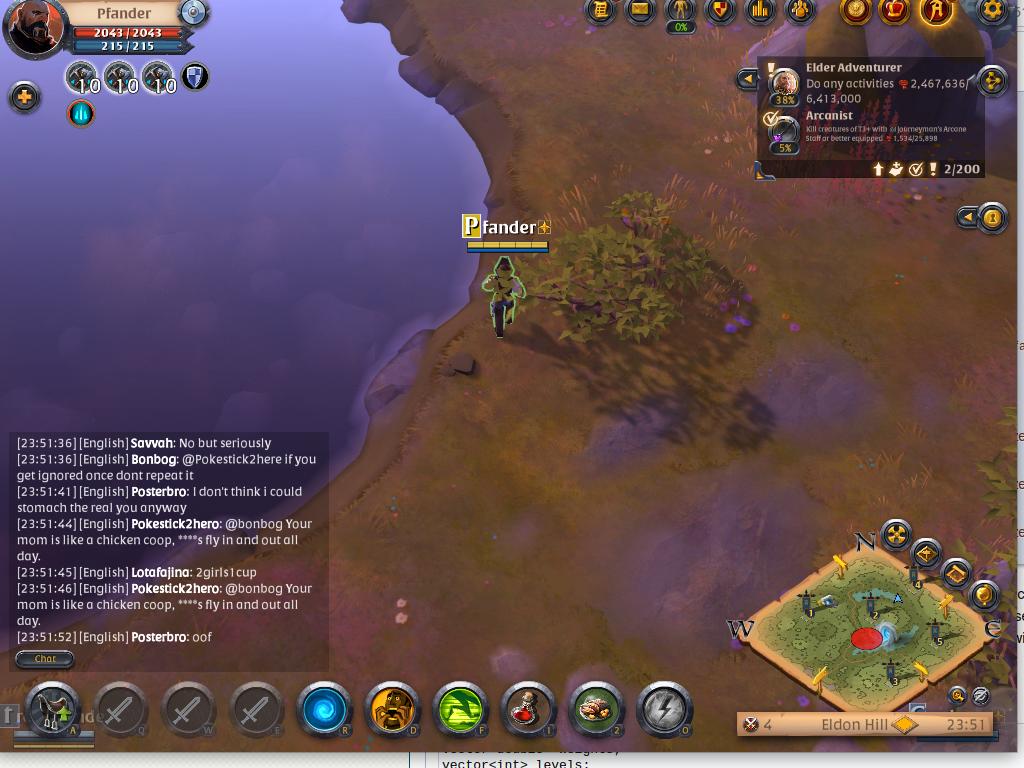 Pfander
2043 / 2043
215 / 215
10 10 10
0%
Elder Adventurer
Do any activities 2,467,636/
6,413,000
38%
Arcanist
Kill creatures of T3+ with Journeyman's Arcane
Staff or better equipped 1,534/25,898
5%
2/200
Pfander
[23:51:36] [English] Savvah: No but seriously
[23:51:36] [English] Bonbog: @Pokestick2here if you
get ignored once dont repeat it
[23:51:41] [English] Posterbro: I don't think i could
stomach the real you anyway
[23:51:44] [English] Pokestick2hero: @bonbog Your
mom is like a chicken coop, ****s fly in and out all
day.
[23:51:45] [English] Lotafajina: 2girls1cup
[23:51:46] [English] Pokestick2hero: @bonbog Your
mom is like a chicken coop, ****s fly in and out all
day.
[23:51:52] [English] Posterbro: oof
Chat
N
W
E
1
2
3
4
5
A Q W E R D F 1 2 O
4 Eldon Hill 23:51
vector<int> levels;